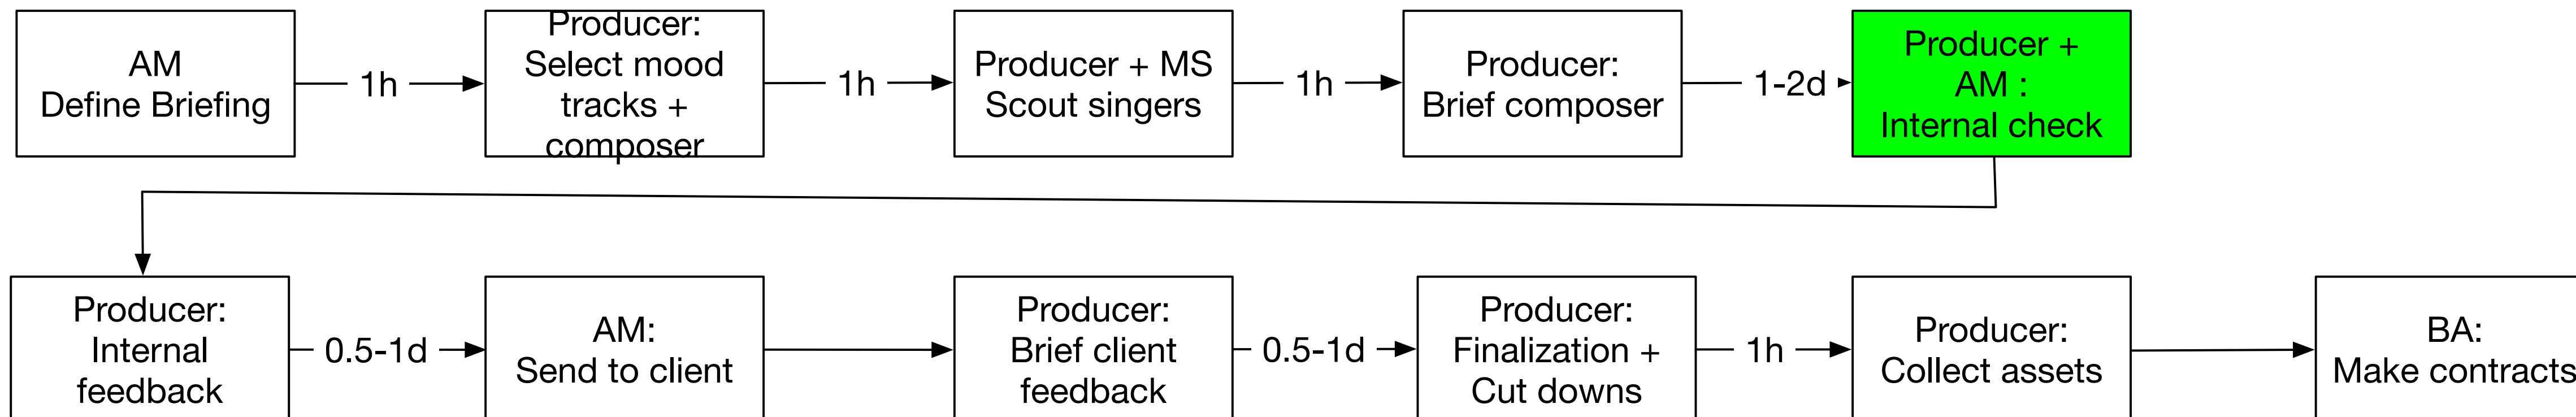 AM
Define Briefing
1h
Producer:
Select mood
tracks +
composer
1h
Producer + MS
Scout singers
1h
Producer:
Brief composer
1-2d
Producer +
AM :
Internal check
Producer:
Internal
feedback
0.5-1d
AM:
Send to client
Producer:
Brief client
feedback
0.5-1d
Producer:
Finalization +
Cut downs
1h
Producer:
Collect assets
BA:
Make contracts